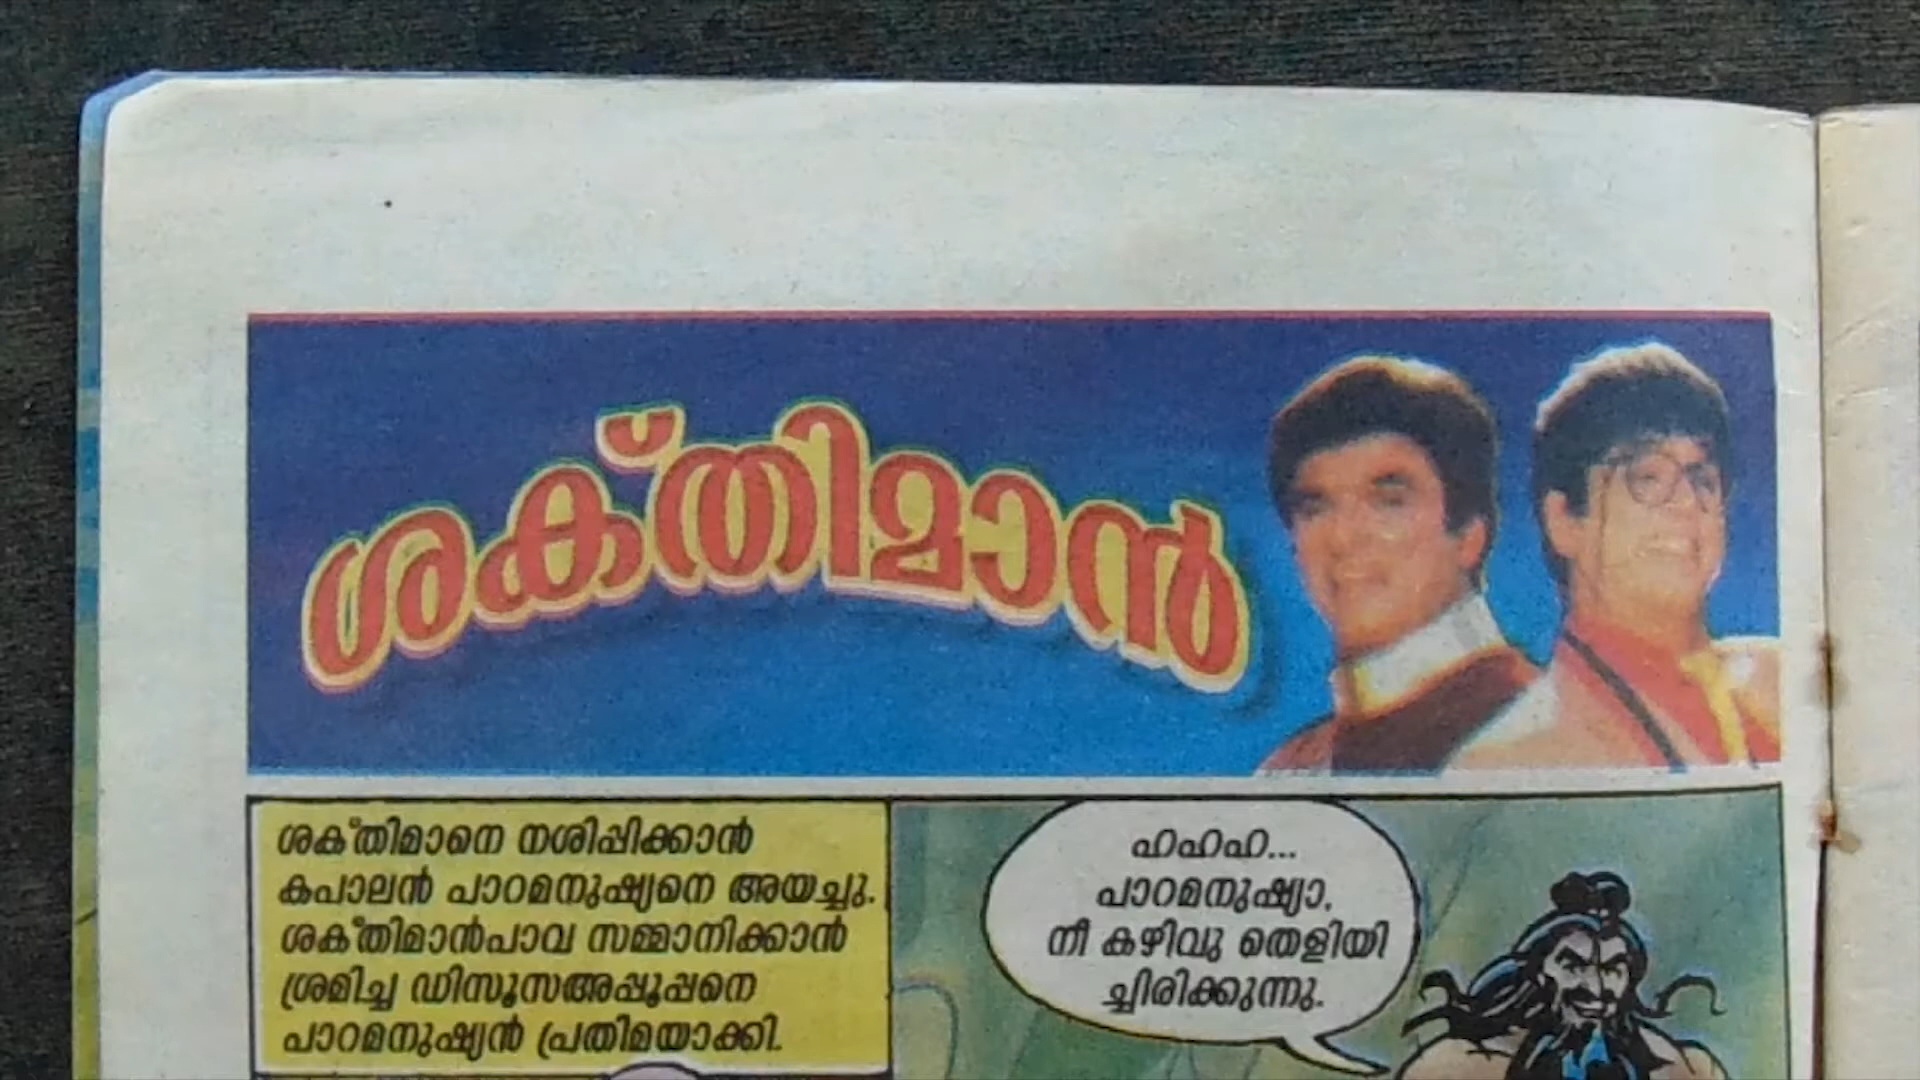 ശക്തിമാൻ
ശക്തിമാനെ നശിപ്പിക്കാൻ
കപാലൻ പാറമനുഷ്യനെ അയച്ചു.
ശക്തിമാൻപാവ സമ്മാനിക്കാൻ
ശ്രമിച്ച ഡിസൂസഅപ്പൂപ്പനെ
പാറമനുഷ്യൻ പ്രതിമയാക്കി.
ഹഹഹ...
പാറമനുഷ്യാ,
നീ കഴിവു തെളിയി
ച്ചിരിക്കുന്നു.